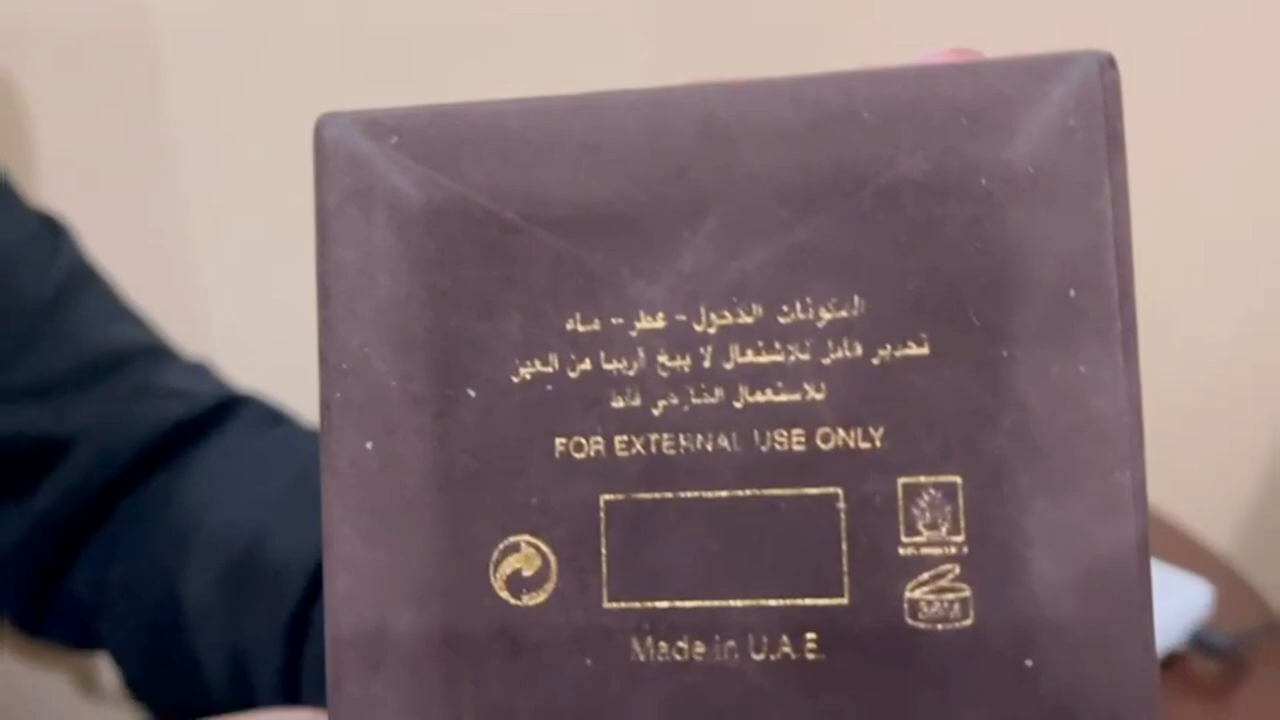 المكونات الكحول - عطر - ماء
تحذير قابل للاشتعال لا يبخ قريبا من العين
للاستعمال الخارجي فقط
FOR EXTERNAL USE ONLY
Made in U.A.E.